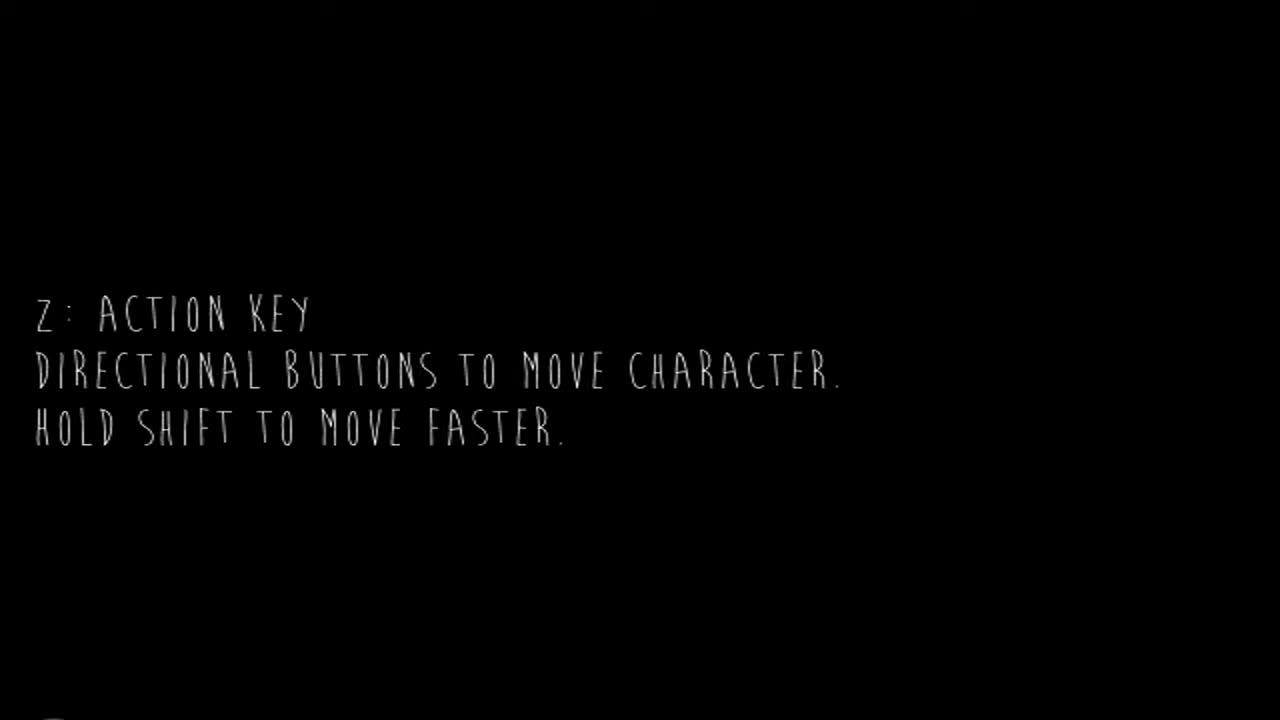 Z: ACTION KEY
DIRECTIONAL BUTTONS TO MOVE CHARACTER.
HOLD SHIFT TO MOVE FASTER.